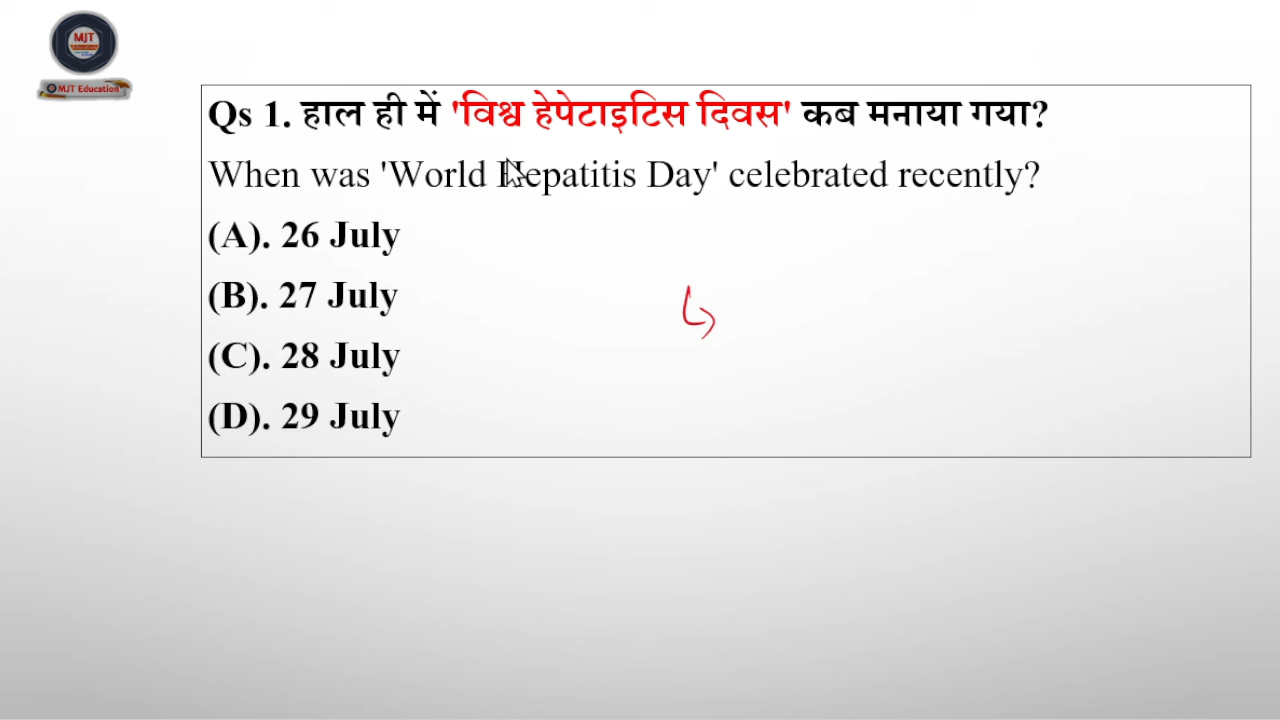 MJT
MJT Education
Qs 1. हाल ही में 'विश्व हेपेटाइटिस दिवस' कब मनाया गया?
When was 'World Hepatitis Day' celebrated recently?
(A). 26 July
(B). 27 July
(C). 28 July
(D). 29 July